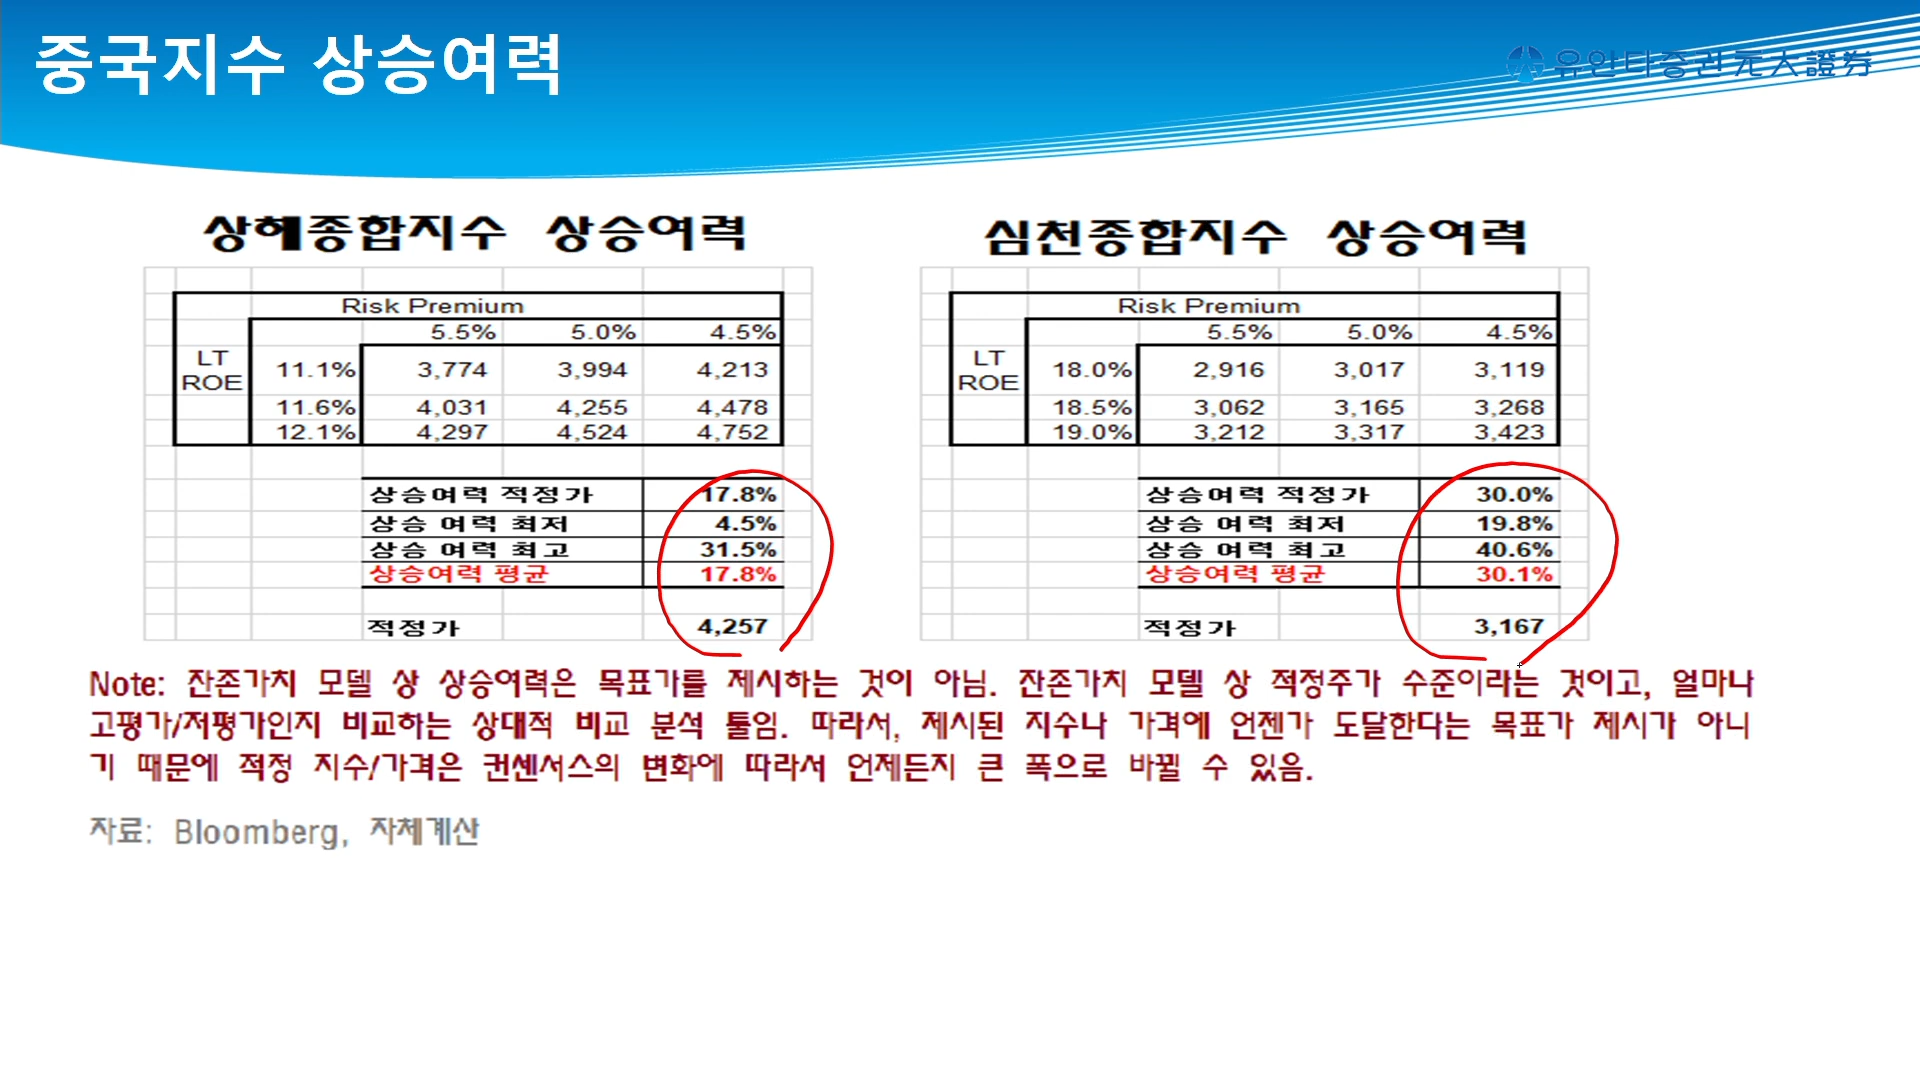 중국지수 상승여력
유안타증권 元大證券
상해종합지수 상승여력
Risk Premium
5.5% 5.0% 4.5%
LT ROE 11.1% 3,774 3,994 4,213
11.6% 4,031 4,255 4,478
12.1% 4,297 4,524 4,752
상승여력 적정가 17.8%
상승 여력 최저 4.5%
상승 여력 최고 31.5%
상승여력 평균 17.8%
적정가 4,257
심천종합지수 상승여력
Risk Premium
5.5% 5.0% 4.5%
LT ROE 18.0% 2,916 3,017 3,119
18.5% 3,062 3,165 3,268
19.0% 3,212 3,317 3,423
상승여력 적정가 30.0%
상승 여력 최저 19.8%
상승 여력 최고 40.6%
상승여력 평균 30.1%
적정가 3,167
Note: 잔존가치 모델 상 상승여력은 목표가를 제시하는 것이 아님. 잔존가치 모델 상 적정주가 수준이라는 것이고, 얼마나
고평가/저평가인지 비교하는 상대적 비교 분석 툴임. 따라서, 제시된 지수나 가격에 언젠가 도달한다는 목표가 제시가 아니
기 때문에 적정 지수/가격은 컨센서스의 변화에 따라서 언제든지 큰 폭으로 바뀔 수 있음.
자료: Bloomberg, 자체계산